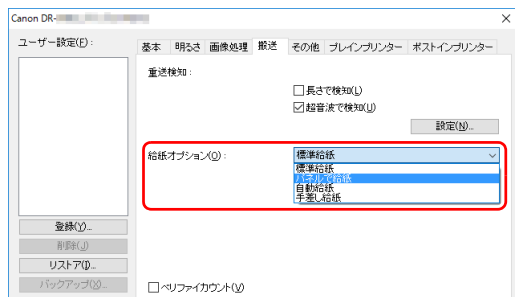 Canon DR-
ユーザー設定(F):
基本 明るさ 画像処理 搬送 その他 プレインプリンター ポストインプリンター
重送検知:
長さで検知(L)
超音波で検知(U)
設定(N)...
給紙オプション(O):
標準給紙
標準給紙
パネルで給紙
自動給紙
手差し給紙
登録(Y)...
削除(J)
リストア(I)...
バックアップ(X)...
ベリファイカウント(V)